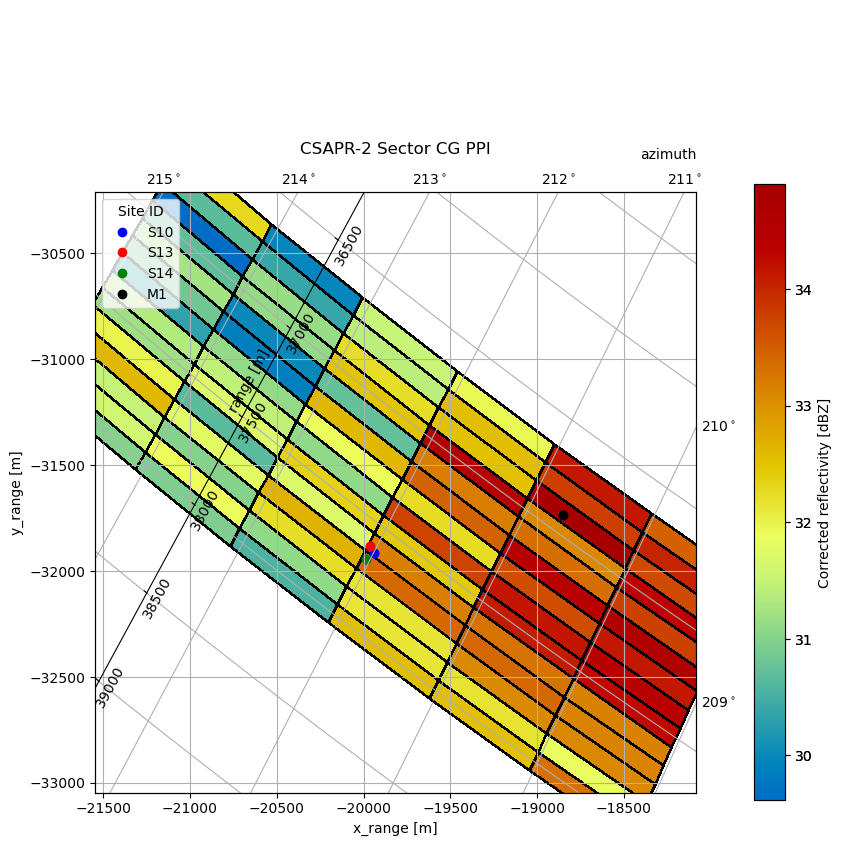 CSAPR-2 Sector CG PPI
azimuth
215° 214° 213° 212° 211°
210°
209°
Site ID
S10
S13
S14
M1
range [m]
36500
37000
37500
38000
38500
39000
−30500
−31000
−31500
−32000
−32500
−33000
y_range [m]
−21500 −21000 −20500 −20000 −19500 −19000 −18500
x_range [m]
34
33
32
31
30
Corrected reflectivity [dBZ]